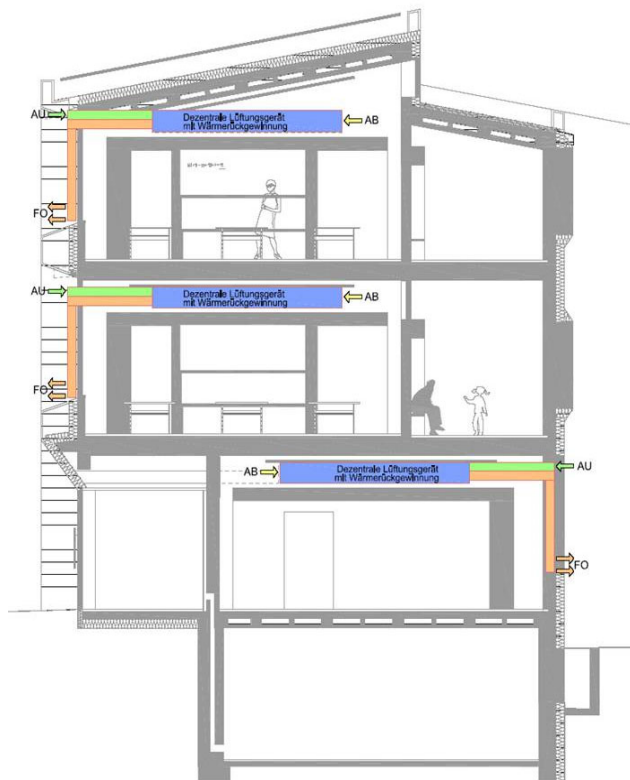 AU
Dezentrale Lüftungsgerät
mit Wärmerückgewinnung
AB
FO
AU
Dezentrale Lüftungsgerät
mit Wärmerückgewinnung
AB
FO
AB
Dezentrale Lüftungsgerät
mit Wärmerückgewinnung
AU
FO